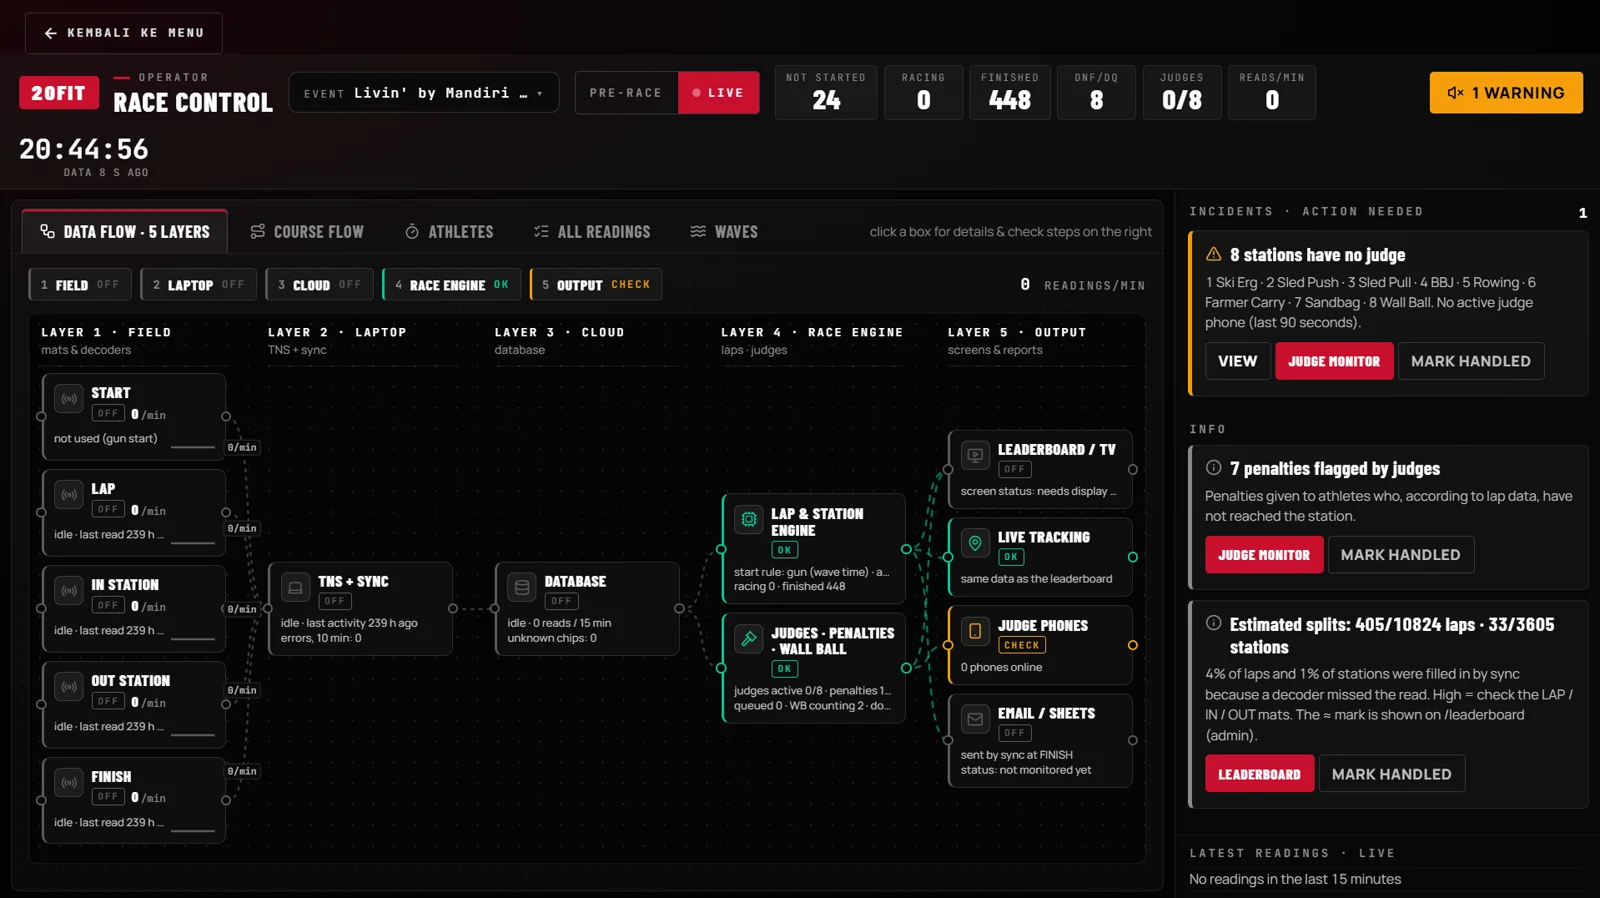 ← KEMBALI KE MENU
20FIT
OPERATOR
RACE CONTROL
EVENT Livin' by Mandiri …
PRE-RACE
LIVE
NOT STARTED
24
RACING
0
FINISHED
448
DNF/DQ
8
JUDGES
0/8
READS/MIN
0
1 WARNING
20:44:56
DATA 8 S AGO
DATA FLOW · 5 LAYERS
COURSE FLOW
ATHLETES
ALL READINGS
WAVES
click a box for details & check steps on the right
1 FIELD OFF
2 LAPTOP OFF
3 CLOUD OFF
4 RACE ENGINE OK
5 OUTPUT CHECK
0 READINGS/MIN
LAYER 1 · FIELD
mats & decoders
LAYER 2 · LAPTOP
TNS + sync
LAYER 3 · CLOUD
database
LAYER 4 · RACE ENGINE
laps · judges
LAYER 5 · OUTPUT
screens & reports
START
OFF 0 /min
not used (gun start)
0/min
LAP
OFF 0 /min
idle · last read 239 h …
0/min
IN STATION
OFF 0 /min
idle · last read 239 h …
0/min
OUT STATION
OFF 0 /min
idle · last read 239 h …
0/min
FINISH
OFF 0 /min
idle · last read 239 h …
0/min
TNS + SYNC
OFF
idle · last activity 239 h ago
errors, 10 min: 0
DATABASE
OFF
idle · 0 reads / 15 min
unknown chips: 0
LAP & STATION
ENGINE
OK
start rule: gun (wave time) · a…
racing 0 · finished 448
JUDGES · PENALTIES
· WALL BALL
OK
judges active 0/8 · penalties 1…
queued 0 · WB counting 2 · do…
LEADERBOARD / TV
OFF
screen status: needs display …
LIVE TRACKING
OK
same data as the leaderboard
JUDGE PHONES
CHECK
0 phones online
EMAIL / SHEETS
OFF
sent by sync at FINISH
status: not monitored yet
INCIDENTS · ACTION NEEDED
1
8 stations have no judge
1 Ski Erg · 2 Sled Push · 3 Sled Pull · 4 BBJ · 5 Rowing · 6
Farmer Carry · 7 Sandbag · 8 Wall Ball. No active judge
phone (last 90 seconds).
VIEW
JUDGE MONITOR
MARK HANDLED
INFO
7 penalties flagged by judges
Penalties given to athletes who, according to lap data, have
not reached the station.
JUDGE MONITOR
MARK HANDLED
Estimated splits: 405/10824 laps · 33/3605
stations
4% of laps and 1% of stations were filled in by sync
because a decoder missed the read. High = check the LAP /
IN / OUT mats. The ≈ mark is shown on /leaderboard
(admin).
LEADERBOARD
MARK HANDLED
LATEST READINGS · LIVE
No readings in the last 15 minutes